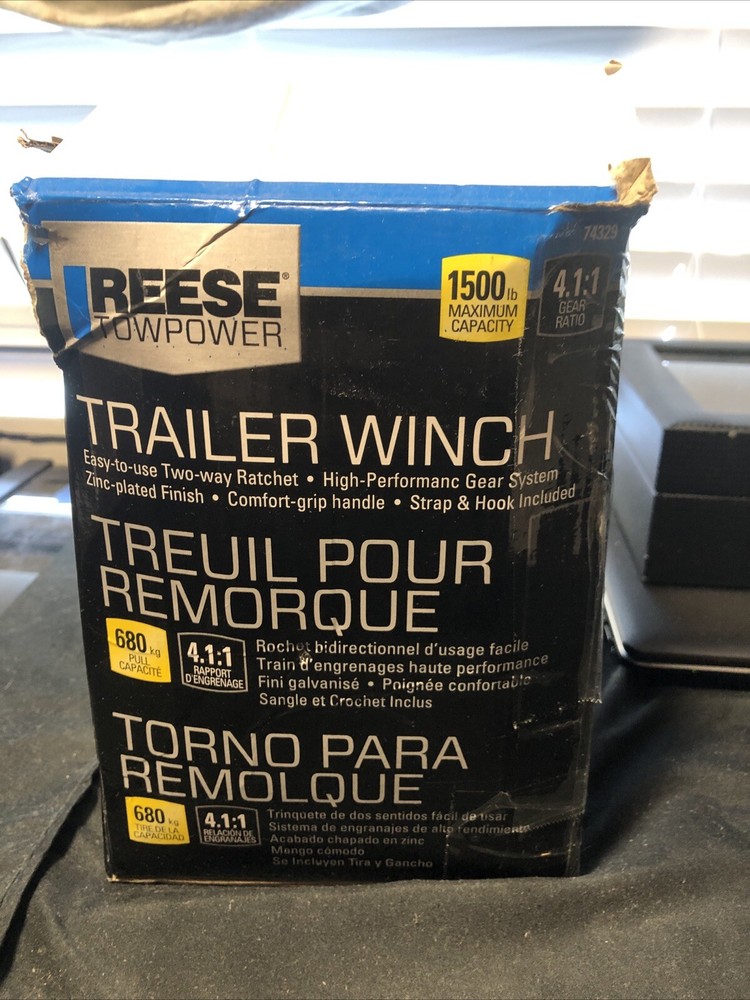 74329
REESE®
TOWPOWER
1500 lb
MAXIMUM
CAPACITY
4.1:1
GEAR
RATIO
TRAILER WINCH
Easy-to-use Two-way Ratchet • High-Performanc Gear System
Zinc-plated Finish • Comfort-grip handle • Strap & Hook Included
TREUIL POUR
REMORQUE
680 kg
PULL
CAPACITÉ
4.1:1
RAPPORT
D'ENGRENAGE
Rochet bidirectionnel d'usage facile
Train d'engrenages haute performance
Fini galvanisé • Poignée confortable
Sangle et Crochet Inclus
TORNO PARA
REMOLQUE
680 kg
TIRE DE LA
CAPACIDAD
4.1:1
RELACIÓN DE
ENGRANAJES
Trinquete de dos sentidos fácil de usar
Sistema de engranajes de alto rendimiento
Acabado chapado en zinc
Mango cómodo
Se Incluyen Tira y Gancho